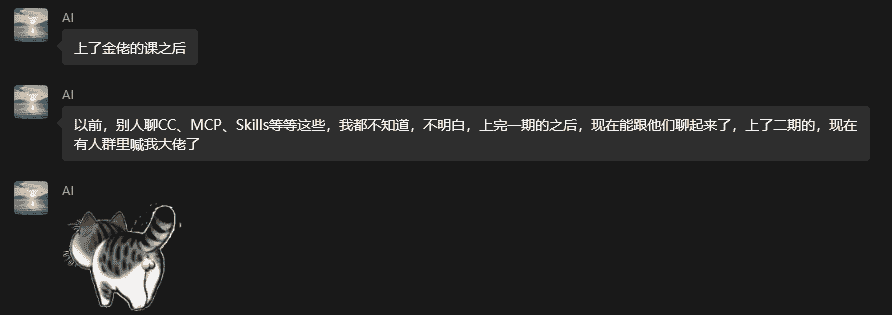 AI
上了金佬的课之后
AI
以前，别人聊CC、MCP、Skills等等这些，我都不知道，不明白，上完一期的之后，现在能跟他们聊起来了，上了二期的，现在
有人群里喊我大佬了
AI